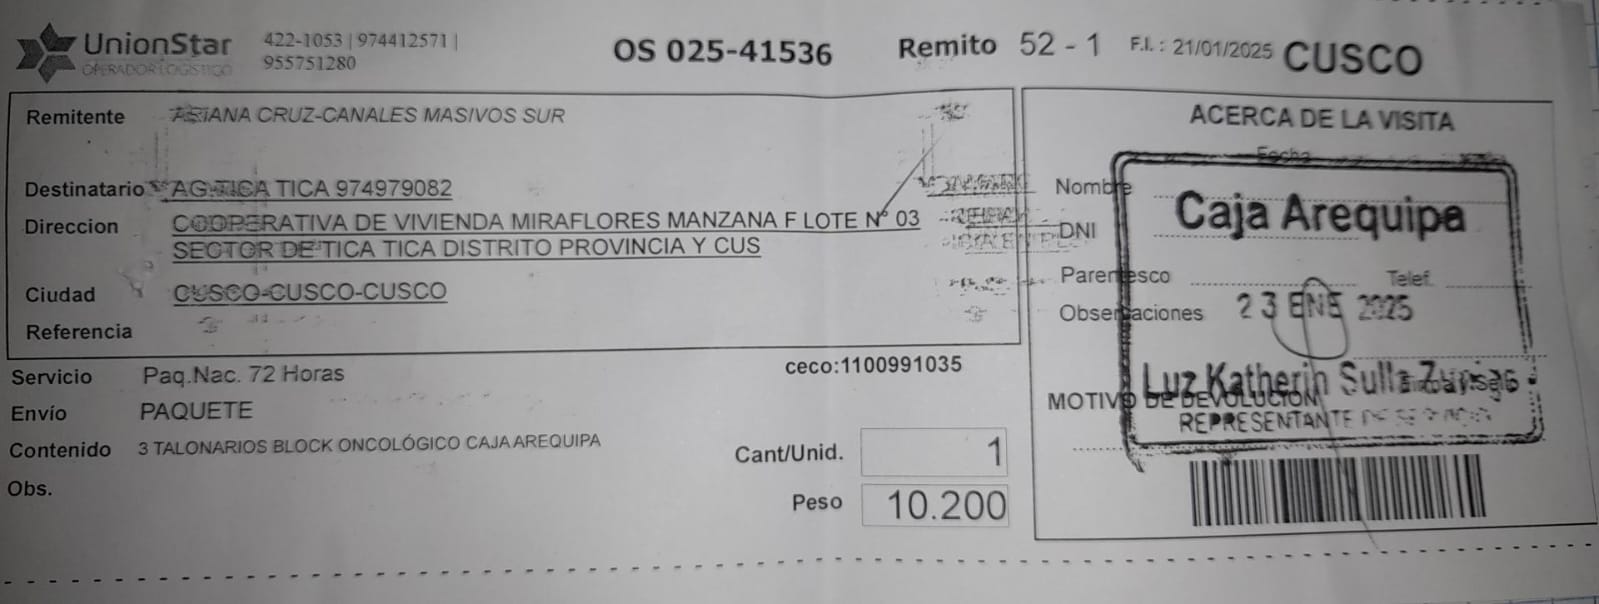 UnionStar
OPERADOR LOGISTICO
422-1053 | 974412571 |
955751280
OS 025-41536
Remito 52 - 1
F.I. : 21/01/2025
CUSCO
Remitente ARIANA CRUZ-CANALES MASIVOS SUR
Destinatario AG-TICA TICA 974979082
Direccion COOPERATIVA DE VIVIENDA MIRAFLORES MANZANA F LOTE Nº 03
SECTOR DE TICA TICA DISTRITO PROVINCIA Y CUS
Ciudad CUSCO-CUSCO-CUSCO
Referencia
Servicio Paq.Nac. 72 Horas
ceco:1100991035
Envío PAQUETE
Contenido 3 TALONARIOS BLOCK ONCOLÓGICO CAJA AREQUIPA
Obs.
Cant/Unid. 1
Peso 10.200
ACERCA DE LA VISITA
Fecha
Nombre
DNI
Parentesco
Telef.
Observaciones
MOTIVO DE DEVOLUCION
Caja Arequipa
23 ENE 2025
Luz Katherin Sulla
REPRESENTANTE DE